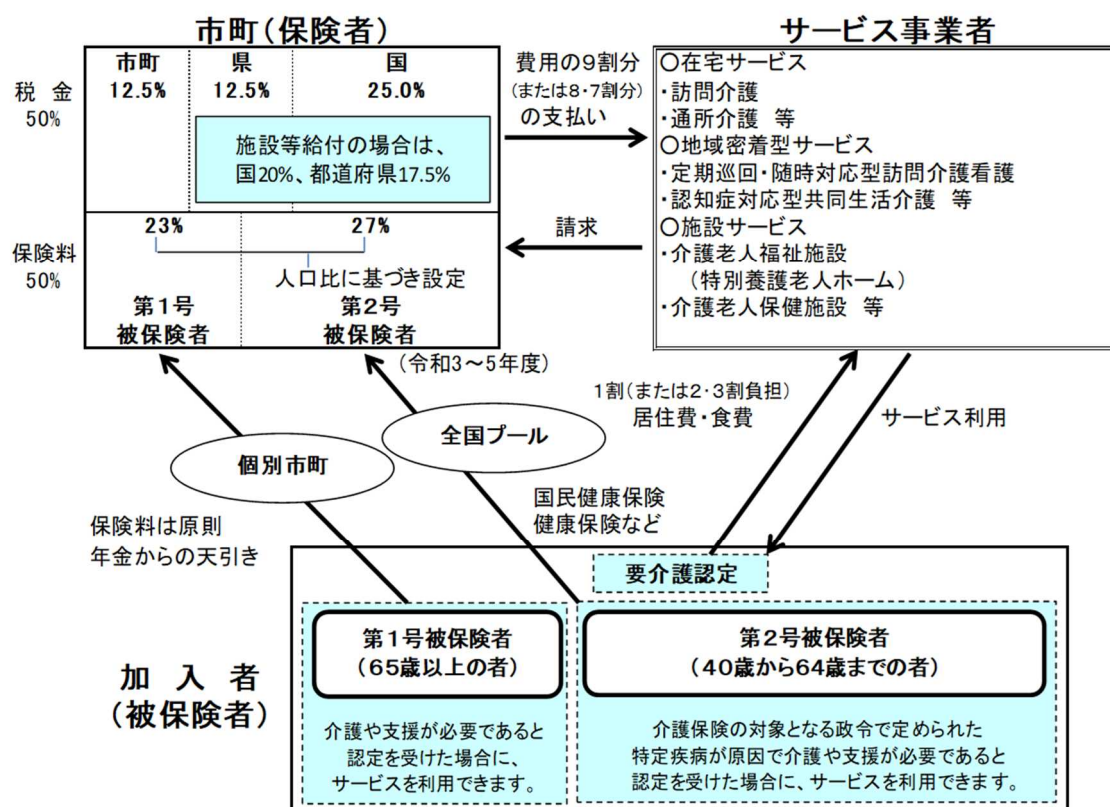 市町(保険者)
市町 県 国
12.5% 12.5% 25.0%
税 金
50%
施設等給付の場合は、
国20%、都道府県17.5%
23% 27%
保険料
50%
人口比に基づき設定
第1号
被保険者
第2号
被保険者
(令和3~5年度)
費用の9割分
(または8・7割分)
の支払い
請求
サービス事業者
○在宅サービス
・訪問介護
・通所介護 等
○地域密着型サービス
・定期巡回・随時対応型訪問介護看護
・認知症対応型共同生活介護 等
○施設サービス
・介護老人福祉施設
(特別養護老人ホーム)
・介護老人保健施設 等
1割(または2・3割負担)
居住費・食費
サービス利用
全国プール
個別市町
国民健康保険
健康保険など
保険料は原則
年金からの天引き
要介護認定
加 入 者
(被保険者)
第1号被保険者
(65歳以上の者)
介護や支援が必要であると
認定を受けた場合に、
サービスを利用できます。
第2号被保険者
(40歳から64歳までの者)
介護保険の対象となる政令で定められた
特定疾病が原因で介護や支援が必要であると
認定を受けた場合に、サービスを利用できます。